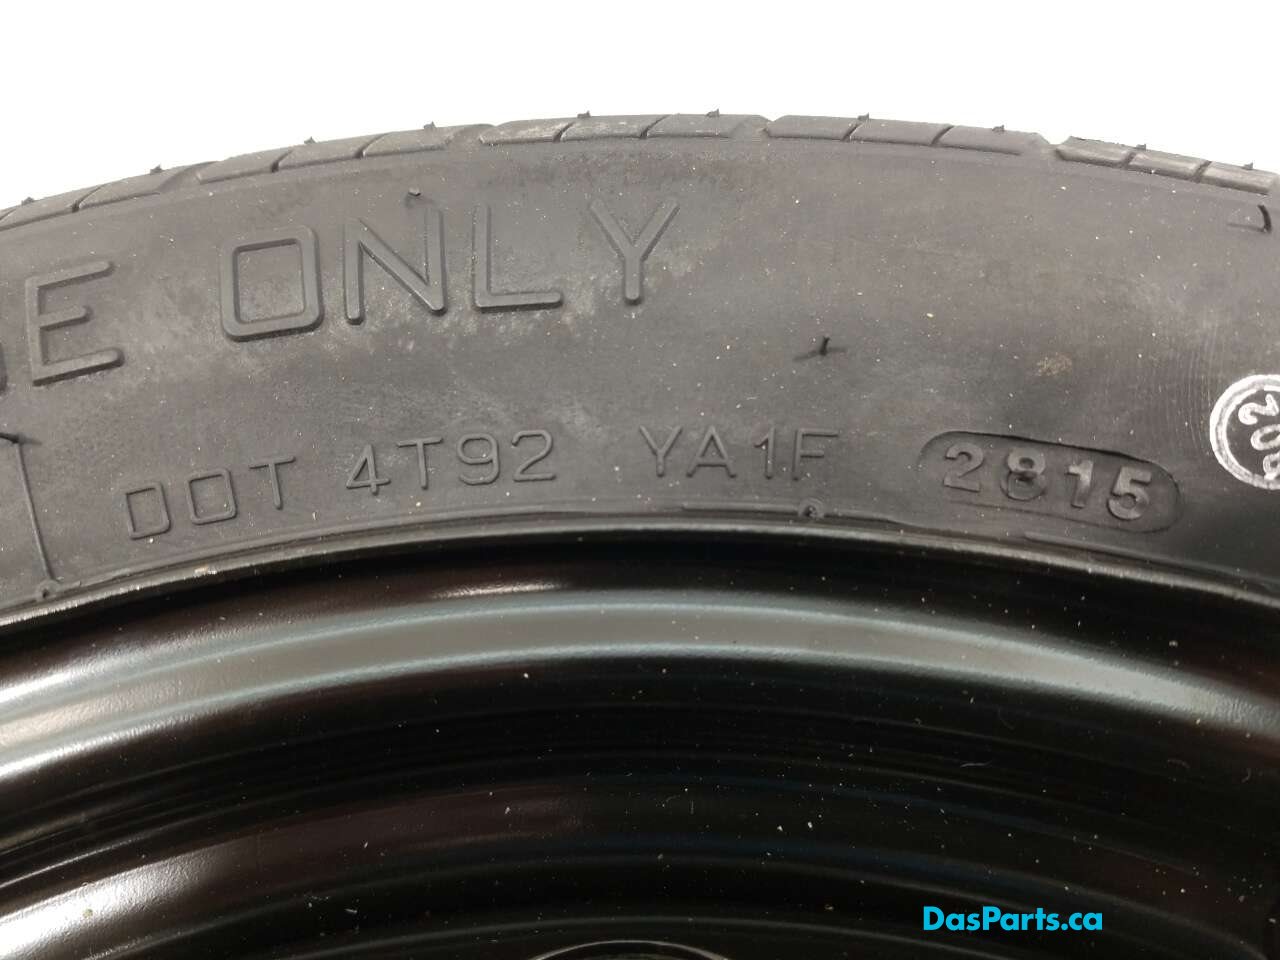 E ONLY
DOT 4T92 YA1F 2815
DasParts.ca